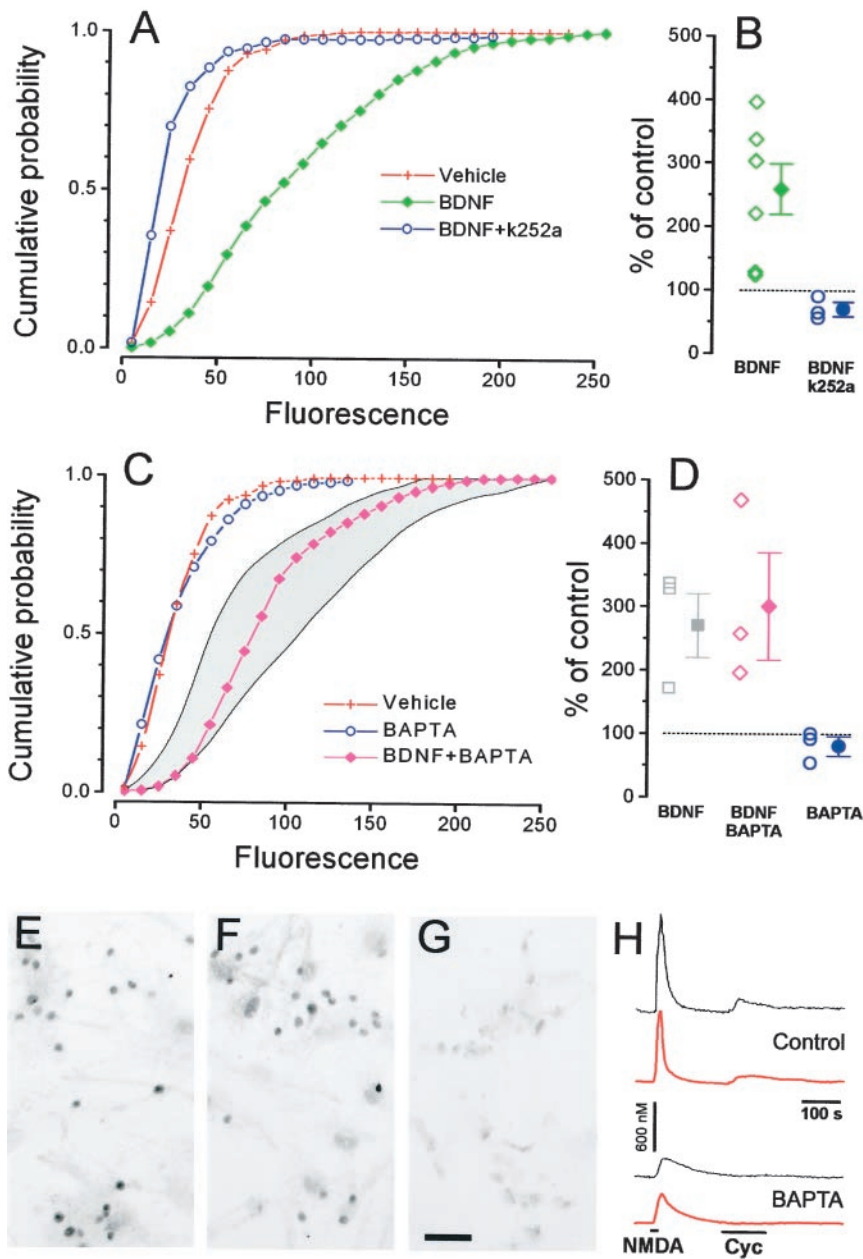 A
Cumulative probability
1.0
0.5
0.0
0 50 100 150 200 250
Fluorescence
Vehicle
BDNF
BDNF+k252a
B
% of control
500
400
300
200
100
0
BDNF
BDNF
k252a
C
Cumulative probability
1.0
0.5
0.0
0 50 100 150 200 250
Fluorescence
Vehicle
BAPTA
BDNF+BAPTA
D
% of control
500
400
300
200
100
0
BDNF
BDNF
BAPTA
BAPTA
E
F
G
H
Control
100 s
600 nM
BAPTA
NMDA
Cyc